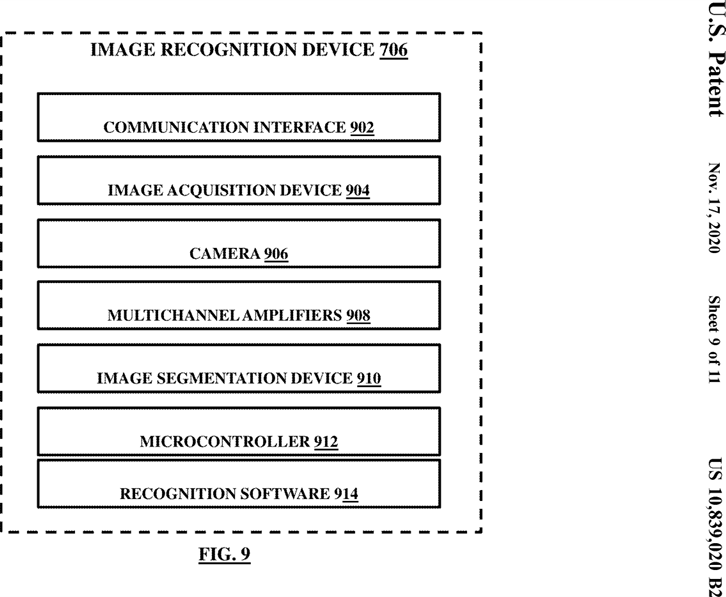 IMAGE RECOGNITION DEVICE 706
COMMUNICATION INTERFACE 902
IMAGE ACQUISITION DEVICE 904
CAMERA 906
MULTICHANNEL AMPLIFIERS 908
IMAGE SEGMENTATION DEVICE 910
MICROCONTROLLER 912
RECOGNITION SOFTWARE 914
FIG. 9
U.S. Patent Nov. 17, 2020 Sheet 9 of 11 US 10,839,020 B2